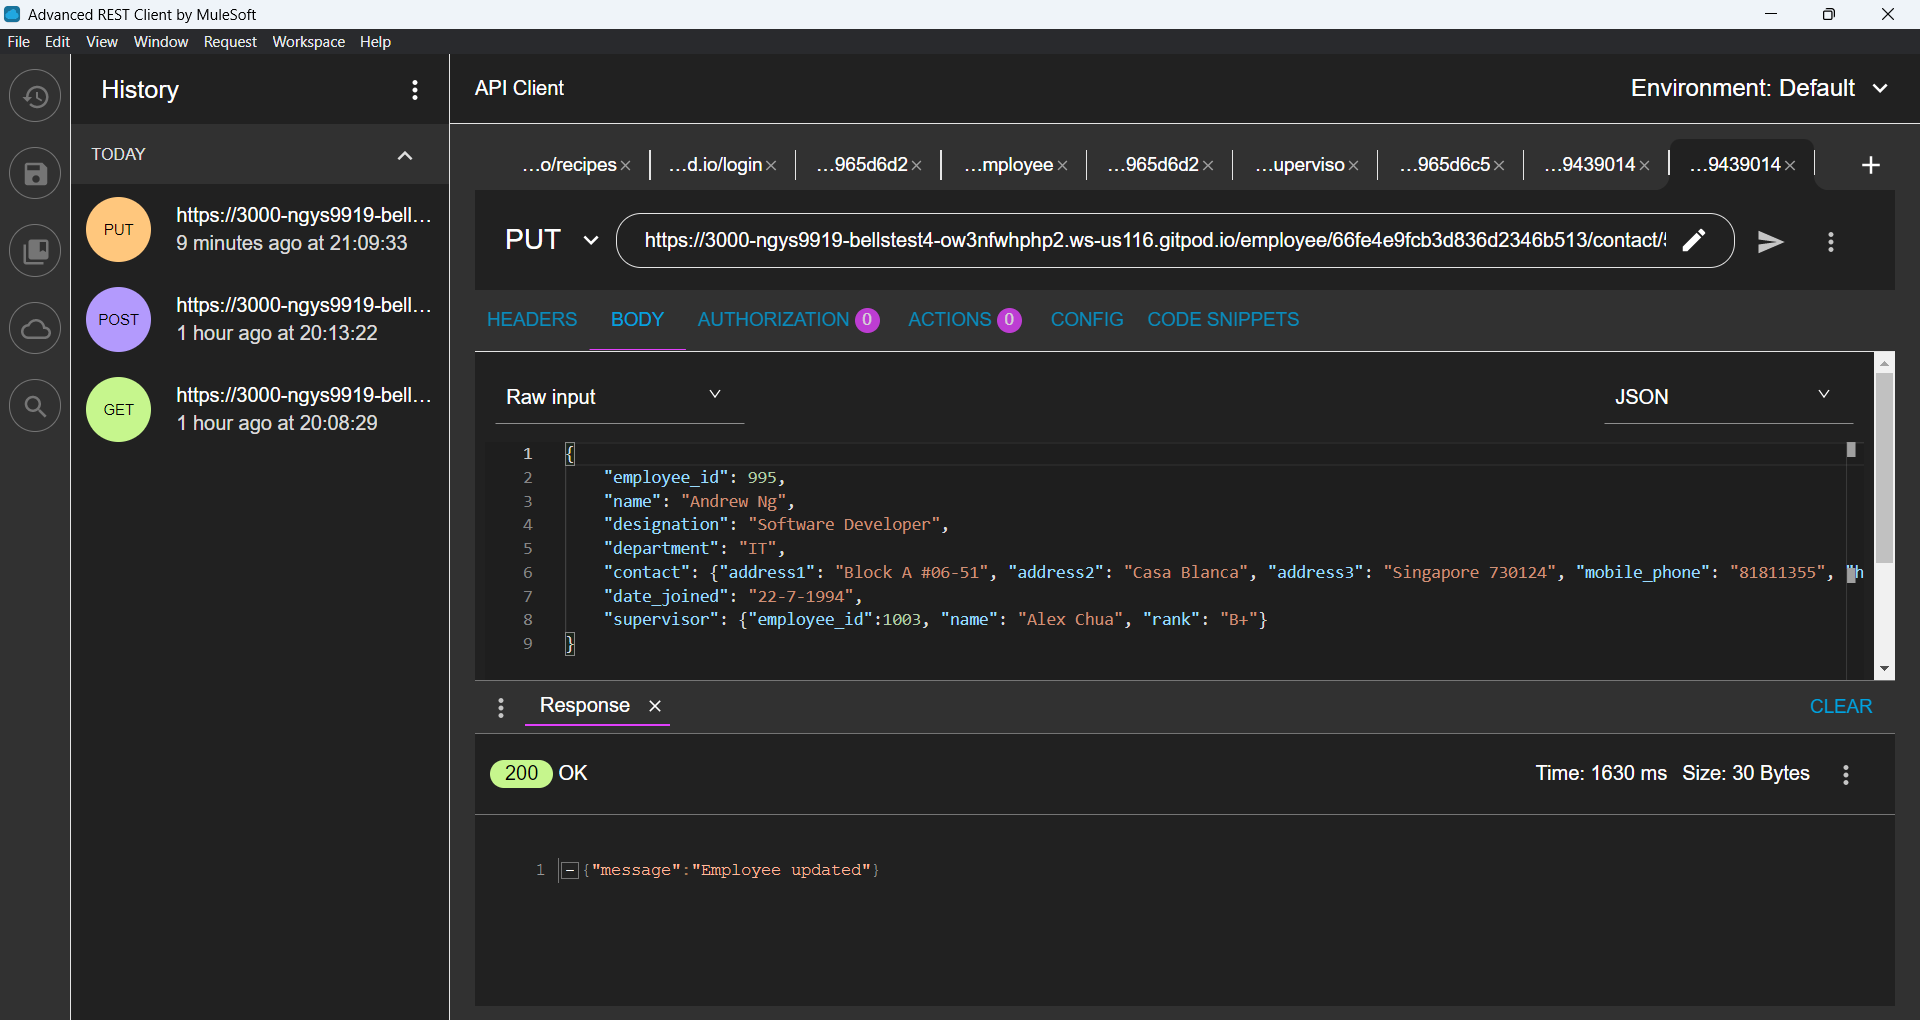 Advanced REST Client by MuleSoft
File Edit View Window Request Workspace Help
History
API Client
Environment: Default
TODAY
...o/recipes× ...d.io/login× ...965d6d2× ...mployee× ...965d6d2× ...uperviso× ...965d6c5× ...9439014× ...9439014× +
PUT
https://3000-ngys9919-bell...
9 minutes ago at 21:09:33
POST
https://3000-ngys9919-bell...
1 hour ago at 20:13:22
GET
https://3000-ngys9919-bell...
1 hour ago at 20:08:29
PUT
https://3000-ngys9919-bellstest4-ow3nfwhphp2.ws-us116.gitpod.io/employee/66fe4e9fcb3d836d2346b513/contact/
HEADERS BODY AUTHORIZATION 0 ACTIONS 0 CONFIG CODE SNIPPETS
Raw input
JSON
1 {
2 "employee_id": 995,
3 "name": "Andrew Ng",
4 "designation": "Software Developer",
5 "department": "IT",
6 "contact": {"address1": "Block A #06-51", "address2": "Casa Blanca", "address3": "Singapore 730124", "mobile_phone": "81811355", "h
7 "date_joined": "22-7-1994",
8 "supervisor": {"employee_id":1003, "name": "Alex Chua", "rank": "B+"}
9 }
Response ×
CLEAR
200 OK
Time: 1630 ms Size: 30 Bytes
1 {"message":"Employee updated"}